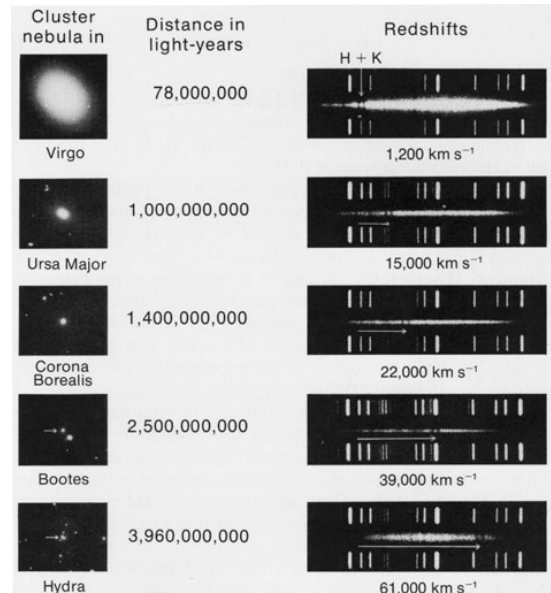 Cluster
nebula in
Distance in
light-years
Redshifts
H + K
78,000,000
Virgo
1,200 km s⁻¹
1,000,000,000
Ursa Major
15,000 km s⁻¹
1,400,000,000
Corona
Borealis
22,000 km s⁻¹
2,500,000,000
Bootes
39,000 km s⁻¹
3,960,000,000
Hydra
61,000 km s⁻¹